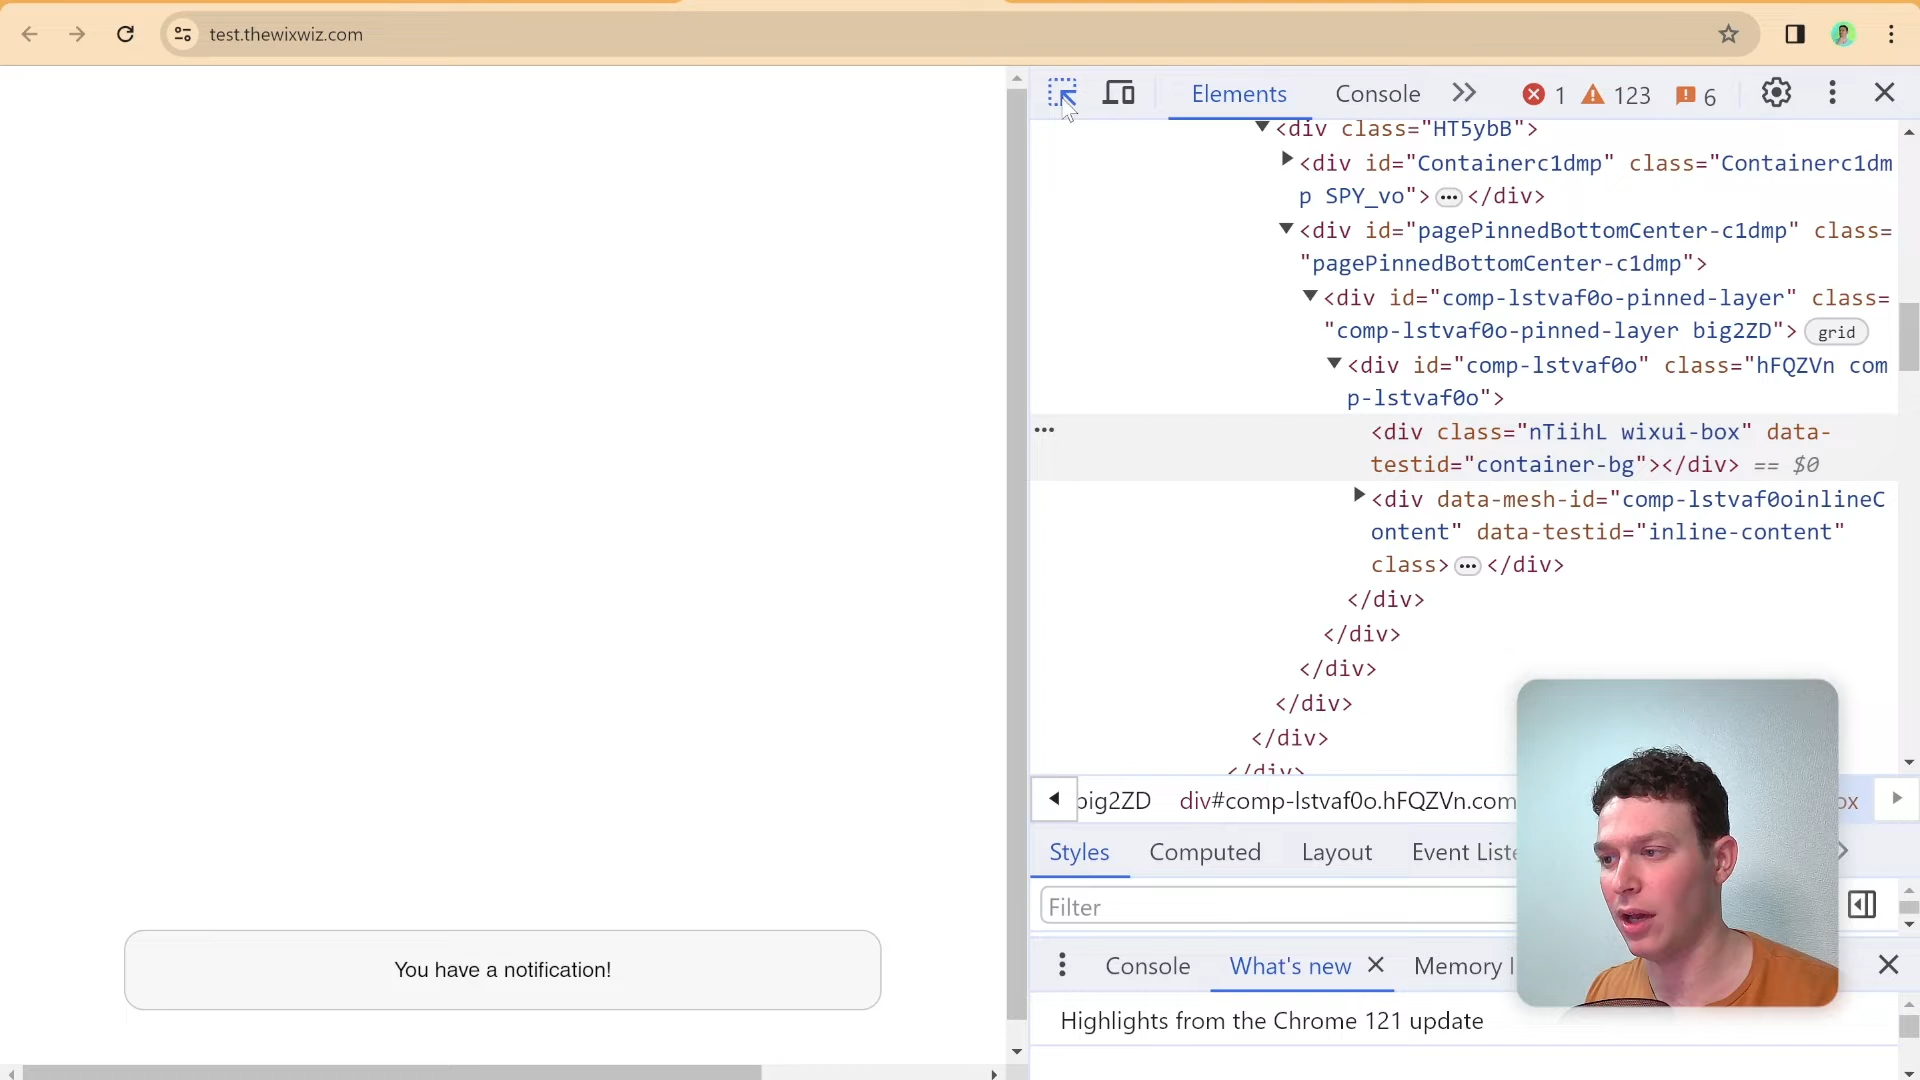 test.thewixwiz.com
Elements Console 1 123 6
<div class="HT5ybB">
<div id="Containerc1dmp" class="Containerc1dm
p SPY_vo"> ••• </div>
<div id="pagePinnedBottomCenter-c1dmp" class=
"pagePinnedBottomCenter-c1dmp">
<div id="comp-lstvaf0o-pinned-layer" class=
"comp-lstvaf0o-pinned-layer big2ZD"> grid
<div id="comp-lstvaf0o" class="hFQZVn com
p-lstvaf0o">
<div class="nTiihL wixui-box" data-
testid="container-bg"></div> == $0
<div data-mesh-id="comp-lstvaf0oinlineC
ontent" data-testid="inline-content"
class> ••• </div>
</div>
</div>
</div>
</div>
</div>
</div>
big2ZD div#comp-lstvaf0o.hFQZVn.com ox
Styles Computed Layout Event Liste
Filter
Console What's new Memory I
Highlights from the Chrome 121 update
You have a notification!